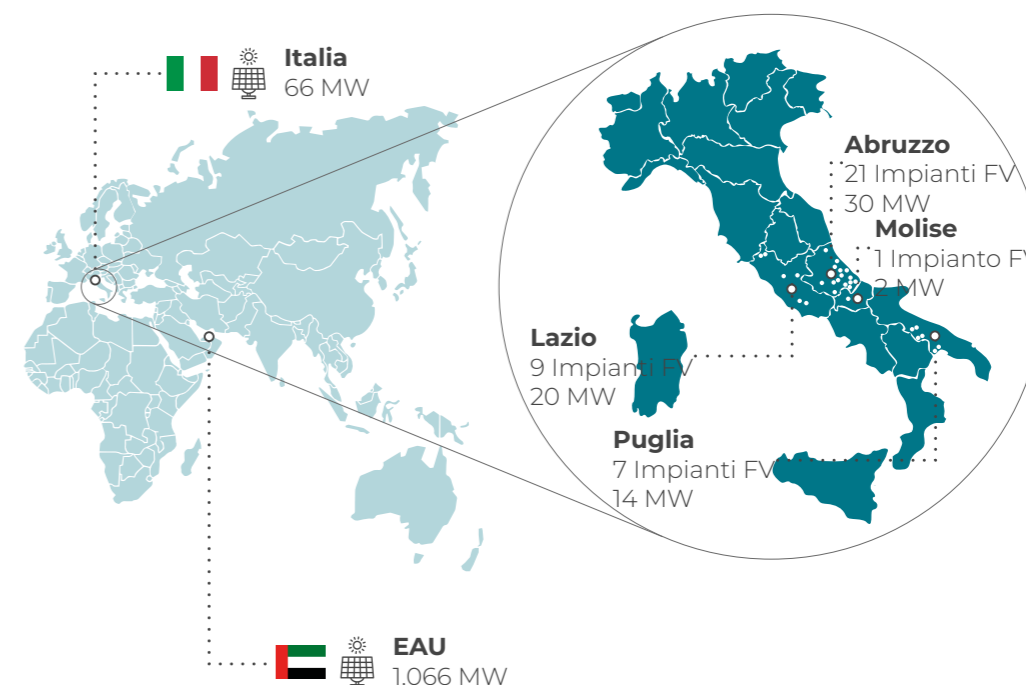 Italia
66 MW
Abruzzo
21 Impianti FV
30 MW
Molise
1 Impianto FV
2 MW
Lazio
9 Impianti FV
20 MW
Puglia
7 Impianti FV
14 MW
EAU
1.066 MW